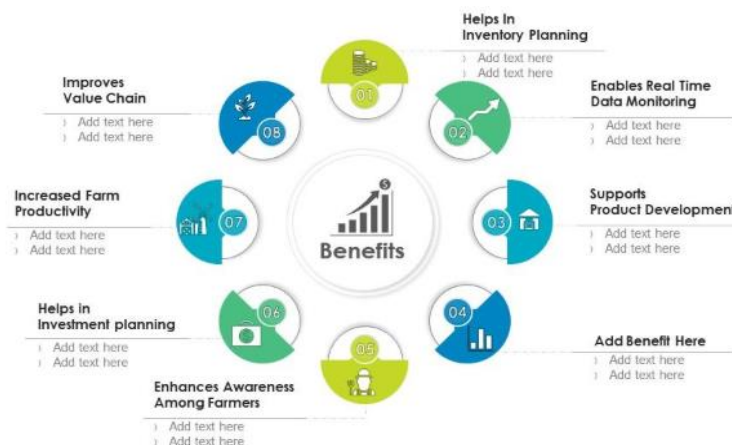 Helps In
Inventory Planning
Add text here
Add text here
01
Enables Real Time
Data Monitoring
Add text here
Add text here
02
Supports
Product Development
Add text here
Add text here
03
Add Benefit Here
Add text here
Add text here
04
Enhances Awareness
Among Farmers
Add text here
Add text here
05
Helps in
Investment planning
Add text here
Add text here
06
Increased Farm
Productivity
Add text here
Add text here
07
Improves
Value Chain
Add text here
Add text here
08
$
Benefits